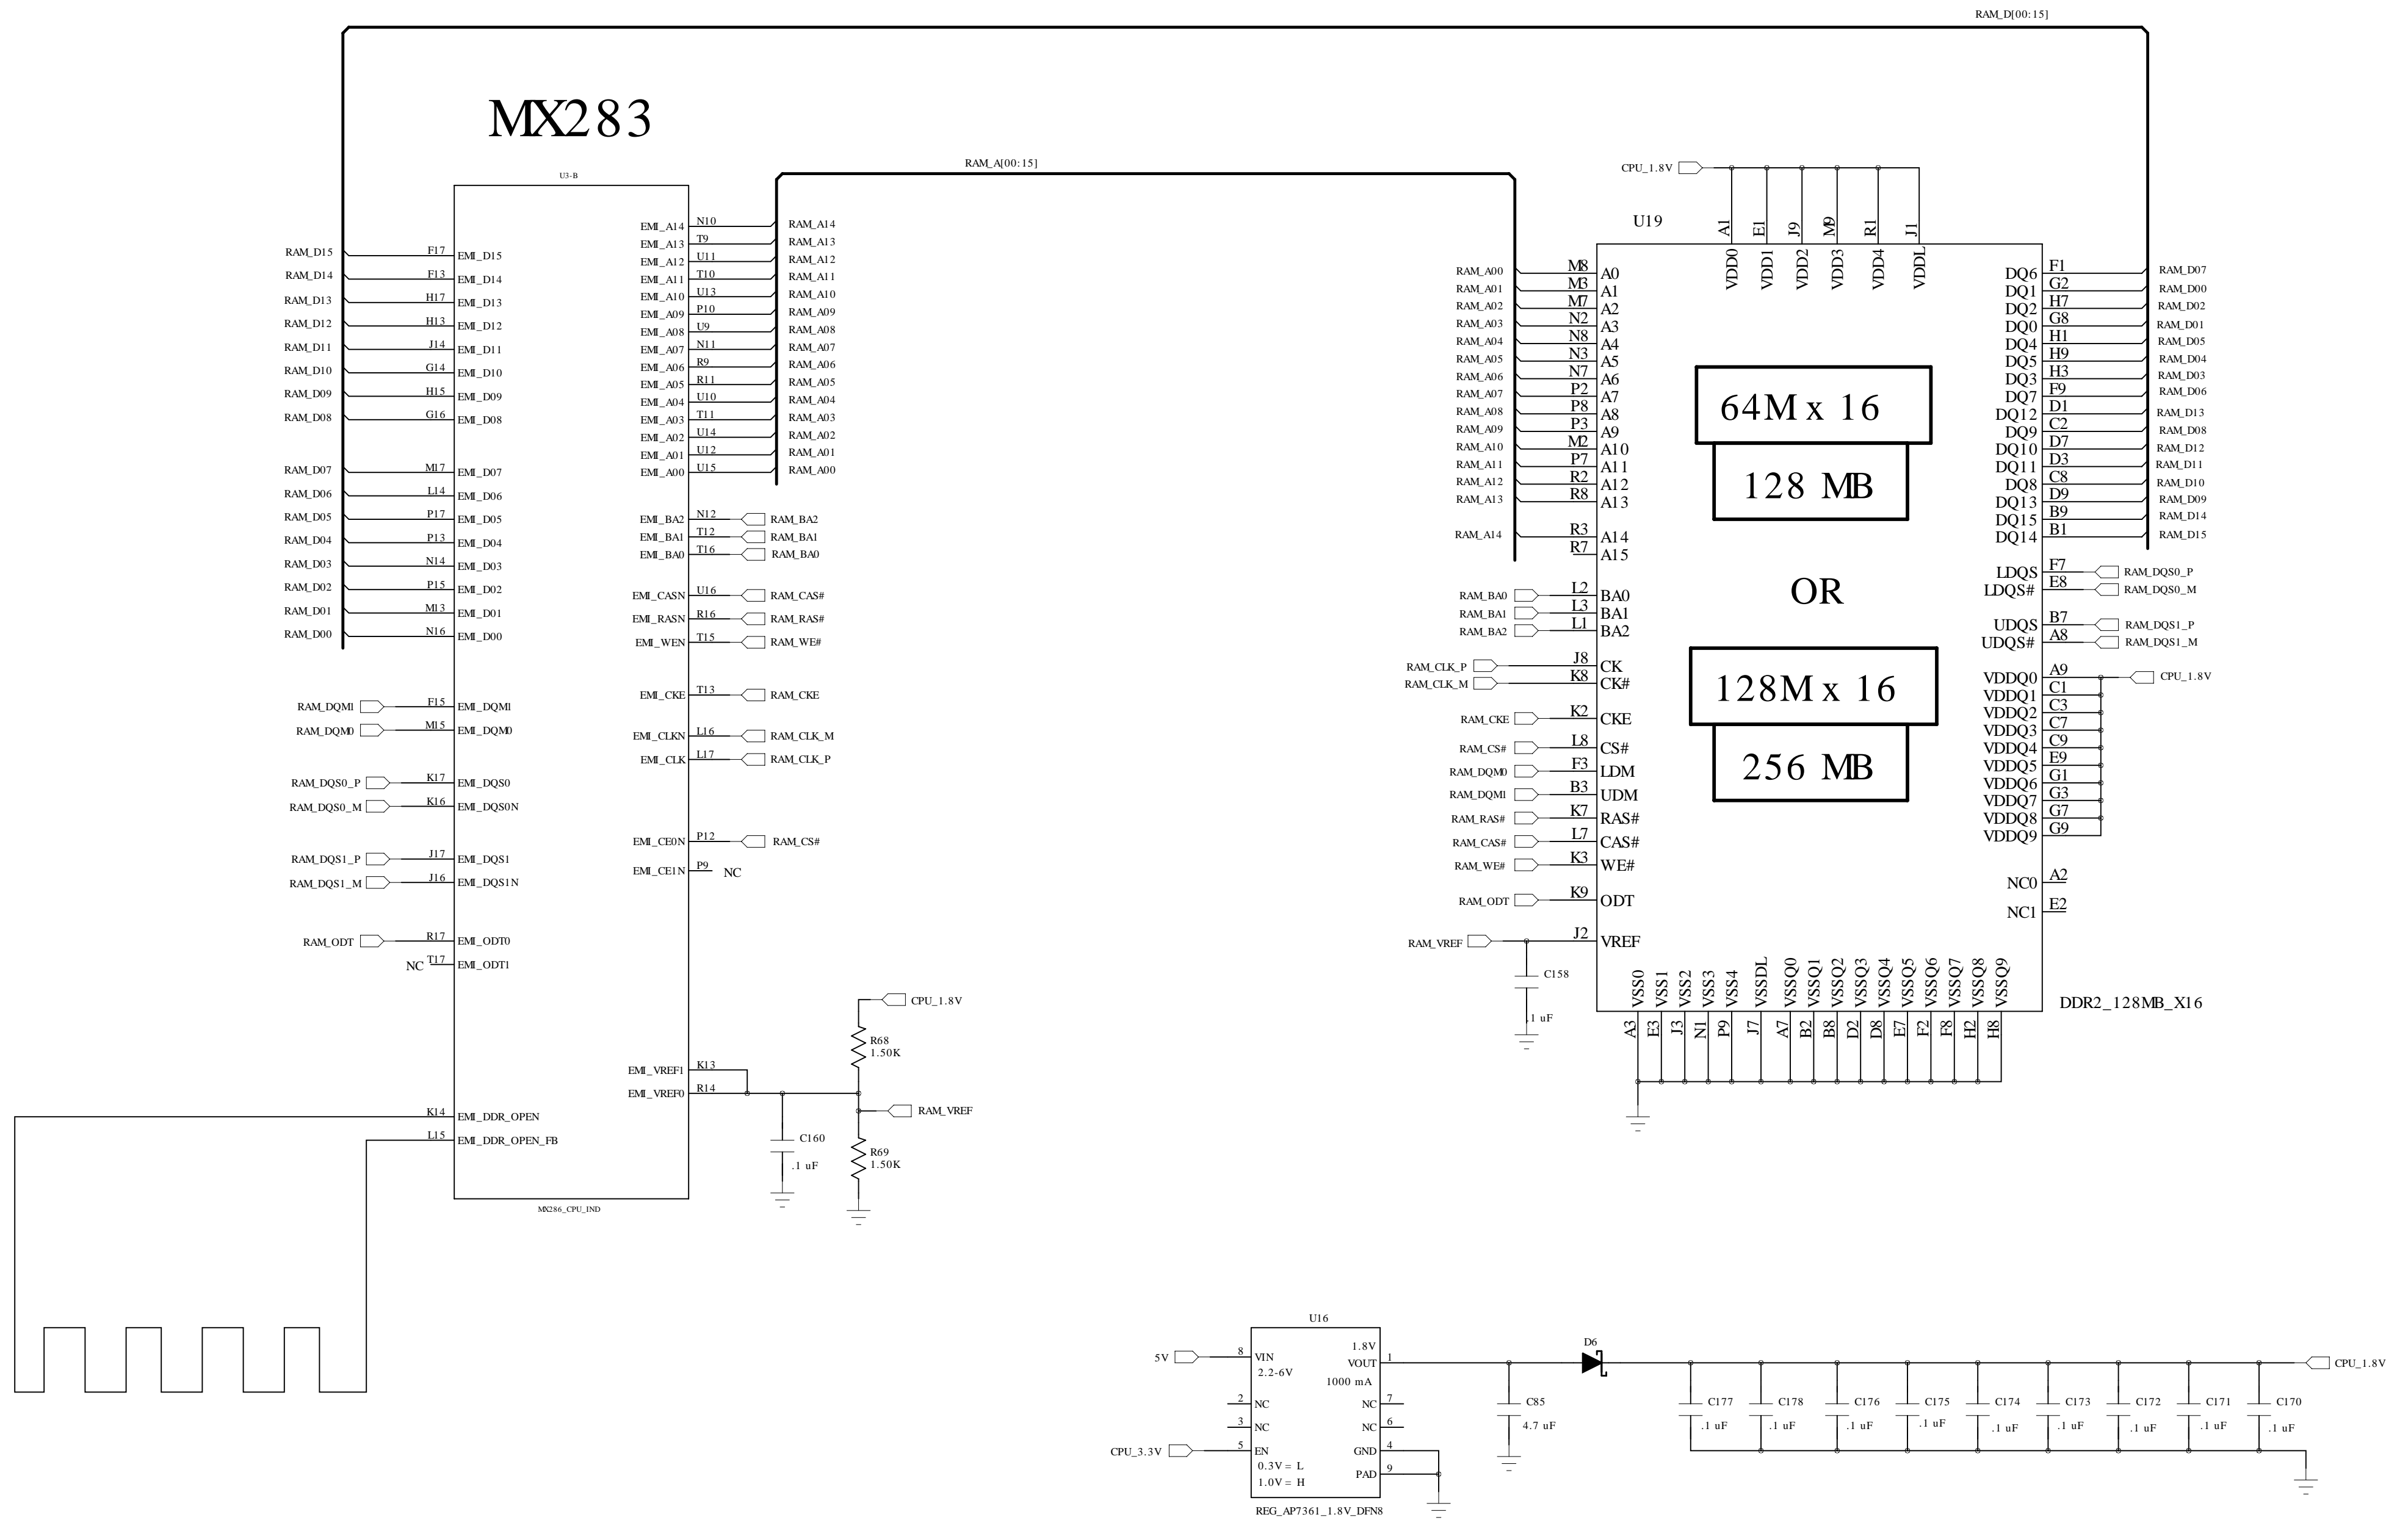 RAM_D[00:15]
MX283
RAM_A[00:15]
U3-B
RAM_D15 F17 EMI_D15
RAM_D14 F13 EMI_D14
RAM_D13 H17 EMI_D13
RAM_D12 H13 EMI_D12
RAM_D11 J14 EMI_D11
RAM_D10 G14 EMI_D10
RAM_D09 H15 EMI_D09
RAM_D08 G16 EMI_D08
RAM_D07 M17 EMI_D07
RAM_D06 L14 EMI_D06
RAM_D05 P17 EMI_D05
RAM_D04 P13 EMI_D04
RAM_D03 N14 EMI_D03
RAM_D02 P15 EMI_D02
RAM_D01 M13 EMI_D01
RAM_D00 N16 EMI_D00
RAM_DQM1 F15 EMI_DQM1
RAM_DQM0 M15 EMI_DQM0
RAM_DQS0_P K17 EMI_DQS0
RAM_DQS0_M K16 EMI_DQS0N
RAM_DQS1_P J17 EMI_DQS1
RAM_DQS1_M J16 EMI_DQS1N
RAM_ODT R17 EMI_ODT0
NC T17 EMI_ODT1
K14 EMI_DDR_OPEN
L15 EMI_DDR_OPEN_FB
EMI_A14 N10 RAM_A14
EMI_A13 T9 RAM_A13
EMI_A12 U11 RAM_A12
EMI_A11 T10 RAM_A11
EMI_A10 U13 RAM_A10
EMI_A09 P10 RAM_A09
EMI_A08 U9 RAM_A08
EMI_A07 N11 RAM_A07
EMI_A06 R9 RAM_A06
EMI_A05 R11 RAM_A05
EMI_A04 U10 RAM_A04
EMI_A03 T11 RAM_A03
EMI_A02 U14 RAM_A02
EMI_A01 U12 RAM_A01
EMI_A00 U15 RAM_A00
EMI_BA2 N12 RAM_BA2
EMI_BA1 T12 RAM_BA1
EMI_BA0 T16 RAM_BA0
EMI_CASN U16 RAM_CAS#
EMI_RASN R16 RAM_RAS#
EMI_WEN T15 RAM_WE#
EMI_CKE T13 RAM_CKE
EMI_CLKN L16 RAM_CLK_M
EMI_CLK L17 RAM_CLK_P
EMI_CE0N P12 RAM_CS#
EMI_CE1N P9 NC
EMI_VREF1 K13
EMI_VREF0 R14
MX286_CPU_IND
CPU_1.8V
R68
1.50K
RAM_VREF
C160
.1 uF
R69
1.50K
CPU_1.8V
U19
A1 E1 J9 M9 R1 J1
VDD0 VDD1 VDD2 VDD3 VDD4 VDDL
RAM_A00 M8 A0
RAM_A01 M3 A1
RAM_A02 M7 A2
RAM_A03 N2 A3
RAM_A04 N8 A4
RAM_A05 N3 A5
RAM_A06 N7 A6
RAM_A07 P2 A7
RAM_A08 P8 A8
RAM_A09 P3 A9
RAM_A10 M2 A10
RAM_A11 P7 A11
RAM_A12 R2 A12
RAM_A13 R8 A13
RAM_A14 R3 A14
R7 A15
RAM_BA0 L2 BA0
RAM_BA1 L3 BA1
RAM_BA2 L1 BA2
RAM_CLK_P J8 CK
RAM_CLK_M K8 CK#
RAM_CKE K2 CKE
RAM_CS# L8 CS#
RAM_DQM0 F3 LDM
RAM_DQM1 B3 UDM
RAM_RAS# K7 RAS#
RAM_CAS# L7 CAS#
RAM_WE# K3 WE#
RAM_ODT K9 ODT
RAM_VREF J2 VREF
C158
.1 uF
64M x 16
128 MB
OR
128M x 16
256 MB
DQ6 F1 RAM_D07
DQ1 G2 RAM_D00
DQ2 H7 RAM_D02
DQ0 G8 RAM_D01
DQ4 H1 RAM_D05
DQ5 H9 RAM_D04
DQ3 H3 RAM_D03
DQ7 F9 RAM_D06
DQ12 D1 RAM_D13
DQ9 C2 RAM_D08
DQ10 D7 RAM_D12
DQ11 D3 RAM_D11
DQ8 C8 RAM_D10
DQ13 D9 RAM_D09
DQ15 B9 RAM_D14
DQ14 B1 RAM_D15
LDQS F7 RAM_DQS0_P
LDQS# E8 RAM_DQS0_M
UDQS B7 RAM_DQS1_P
UDQS# A8 RAM_DQS1_M
VDDQ0 A9 CPU_1.8V
VDDQ1 C1
VDDQ2 C3
VDDQ3 C7
VDDQ4 C9
VDDQ5 E9
VDDQ6 G1
VDDQ7 G3
VDDQ8 G7
VDDQ9 G9
NC0 A2
NC1 E2
VSS0 VSS1 VSS2 VSS3 VSS4 VSSDL VSSQ0 VSSQ1 VSSQ2 VSSQ3 VSSQ4 VSSQ5 VSSQ6 VSSQ7 VSSQ8 VSSQ9
A3 E3 J3 N1 P9 J7 A7 B2 B8 D2 D8 E7 F2 F8 H2 H8
DDR2_128MB_X16
U16
5V 8 VIN
2.2-6V
2 NC
3 NC
CPU_3.3V 5 EN
0.3V = L
1.0V = H
1.8V
VOUT 1
1000 mA
NC 7
NC 6
GND 4
PAD 9
REG_AP7361_1.8V_DFN8
C85
4.7 uF
D6
CPU_1.8V
C177 C178 C176 C175 C174 C173 C172 C171 C170
.1 uF .1 uF .1 uF .1 uF .1 uF .1 uF .1 uF .1 uF .1 uF